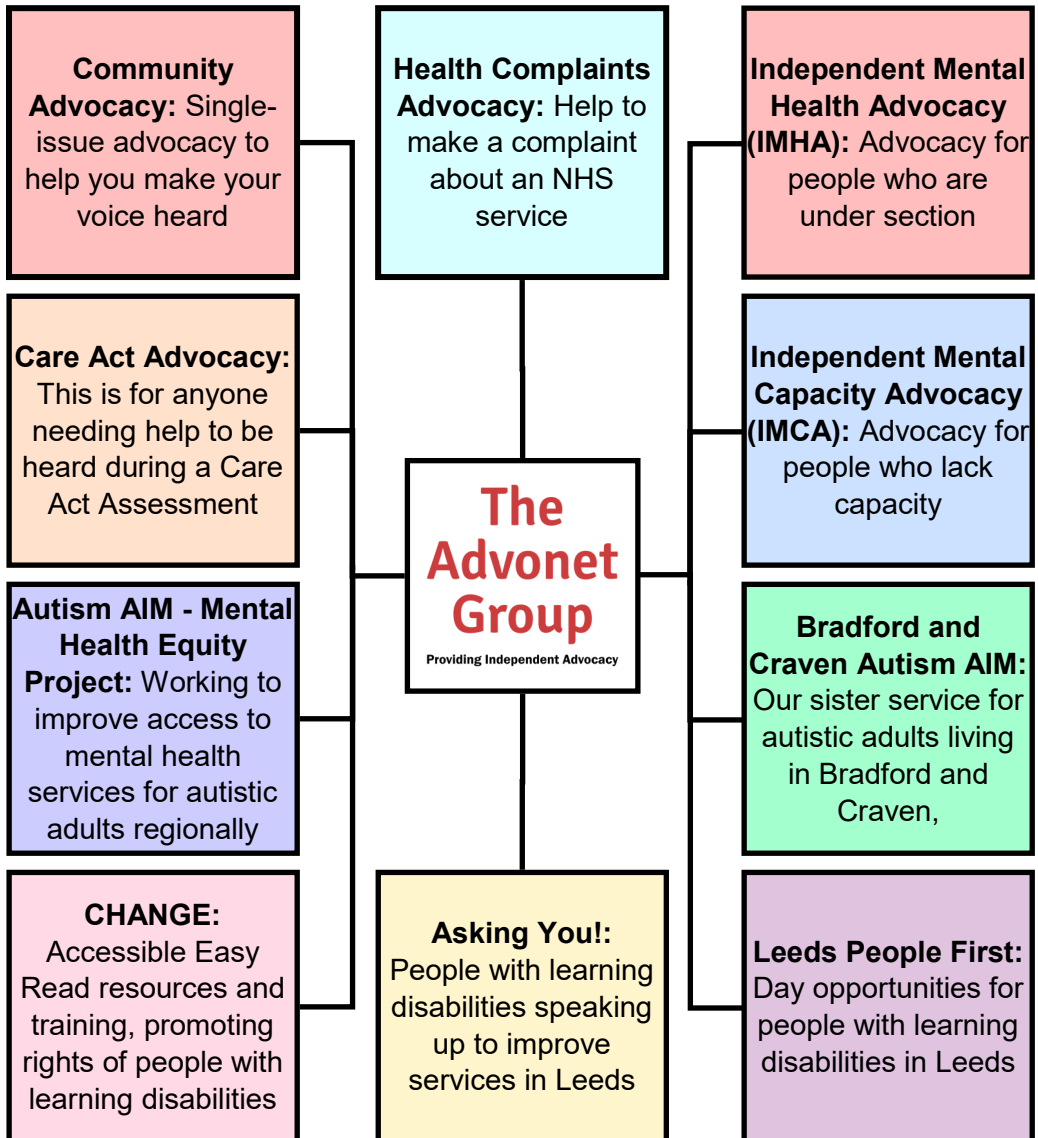 Community
Advocacy: Single-
issue advocacy to
help you make your
voice heard
Health Complaints
Advocacy: Help to
make a complaint
about an NHS
service
Independent Mental
Health Advocacy
(IMHA): Advocacy for
people who are
under section
Care Act Advocacy:
This is for anyone
needing help to be
heard during a Care
Act Assessment
Independent Mental
Capacity Advocacy
(IMCA): Advocacy for
people who lack
capacity
The
Advonet
Group
Providing Independent Advocacy
Autism AIM - Mental
Health Equity
Project: Working to
improve access to
mental health
services for autistic
adults regionally
Bradford and
Craven Autism AIM:
Our sister service for
autistic adults living
in Bradford and
Craven,
CHANGE:
Accessible Easy
Read resources and
training, promoting
rights of people with
learning disabilities
Asking You!:
People with learning
disabilities speaking
up to improve
services in Leeds
Leeds People First:
Day opportunities for
people with learning
disabilities in Leeds